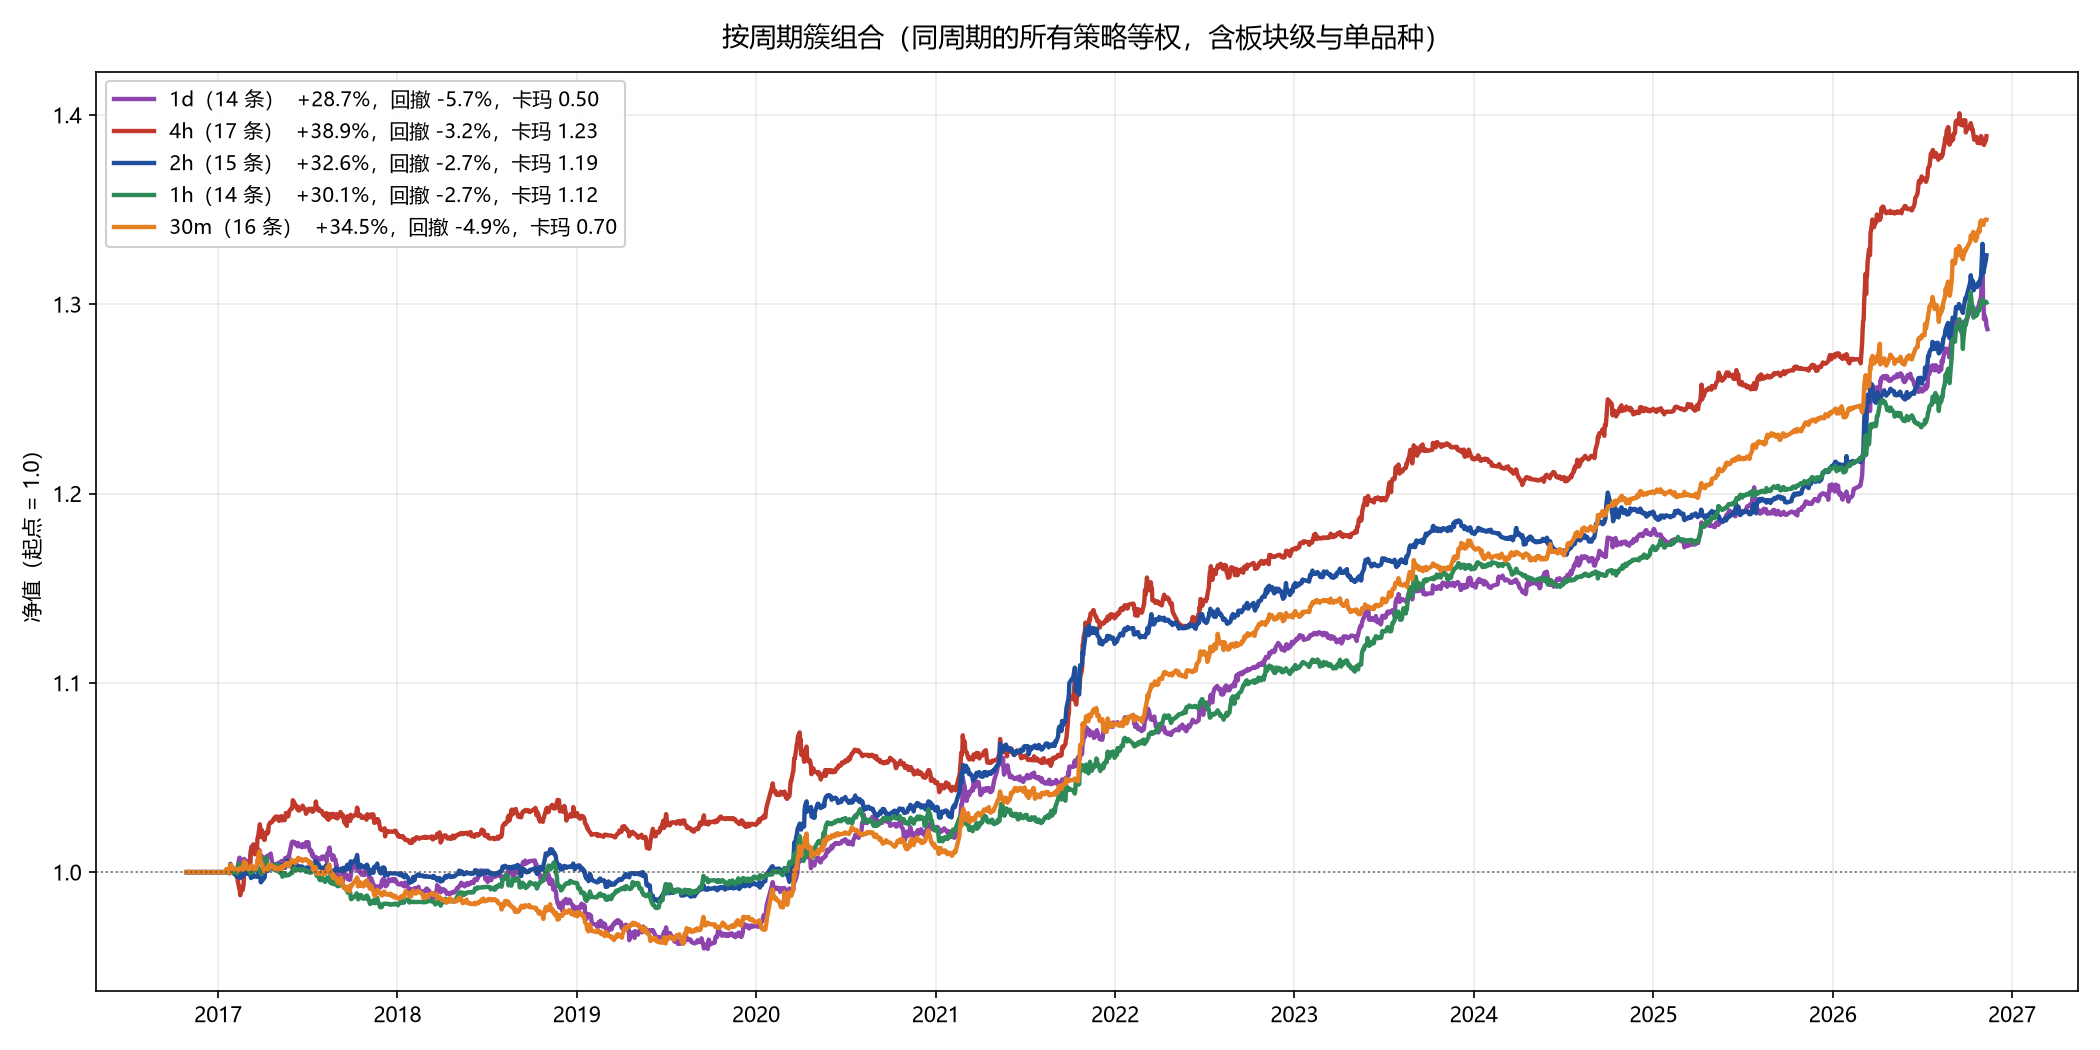 按周期簇组合（同周期的所有策略等权，含板块级与单品种）
1d（14 条） +28.7%，回撤 -5.7%，卡玛 0.50
4h（17 条） +38.9%，回撤 -3.2%，卡玛 1.23
2h（15 条） +32.6%，回撤 -2.7%，卡玛 1.19
1h（14 条） +30.1%，回撤 -2.7%，卡玛 1.12
30m（16 条） +34.5%，回撤 -4.9%，卡玛 0.70
净值（起点 = 1.0）
1.4
1.3
1.2
1.1
1.0
2017 2018 2019 2020 2021 2022 2023 2024 2025 2026 2027